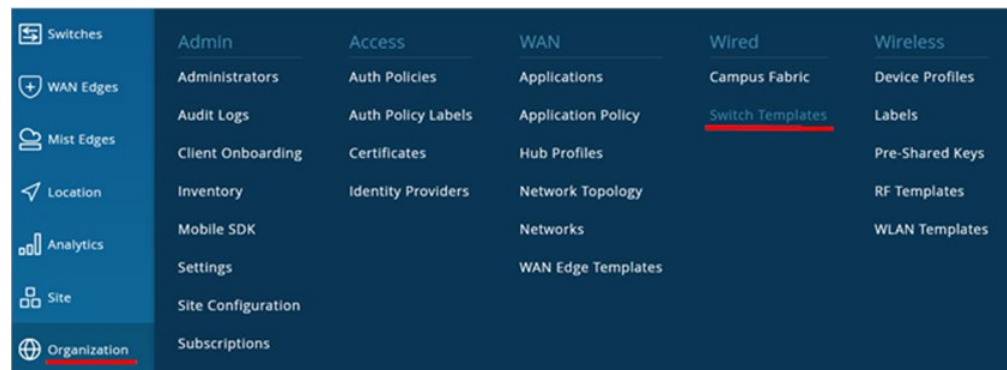 Switches
WAN Edges
Mist Edges
Location
Analytics
Site
Organization
Admin
Administrators
Audit Logs
Client Onboarding
Inventory
Mobile SDK
Settings
Site Configuration
Subscriptions
Access
Auth Policies
Auth Policy Labels
Certificates
Identity Providers
WAN
Applications
Application Policy
Hub Profiles
Network Topology
Networks
WAN Edge Templates
Wired
Campus Fabric
Switch Templates
Wireless
Device Profiles
Labels
Pre-Shared Keys
RF Templates
WLAN Templates